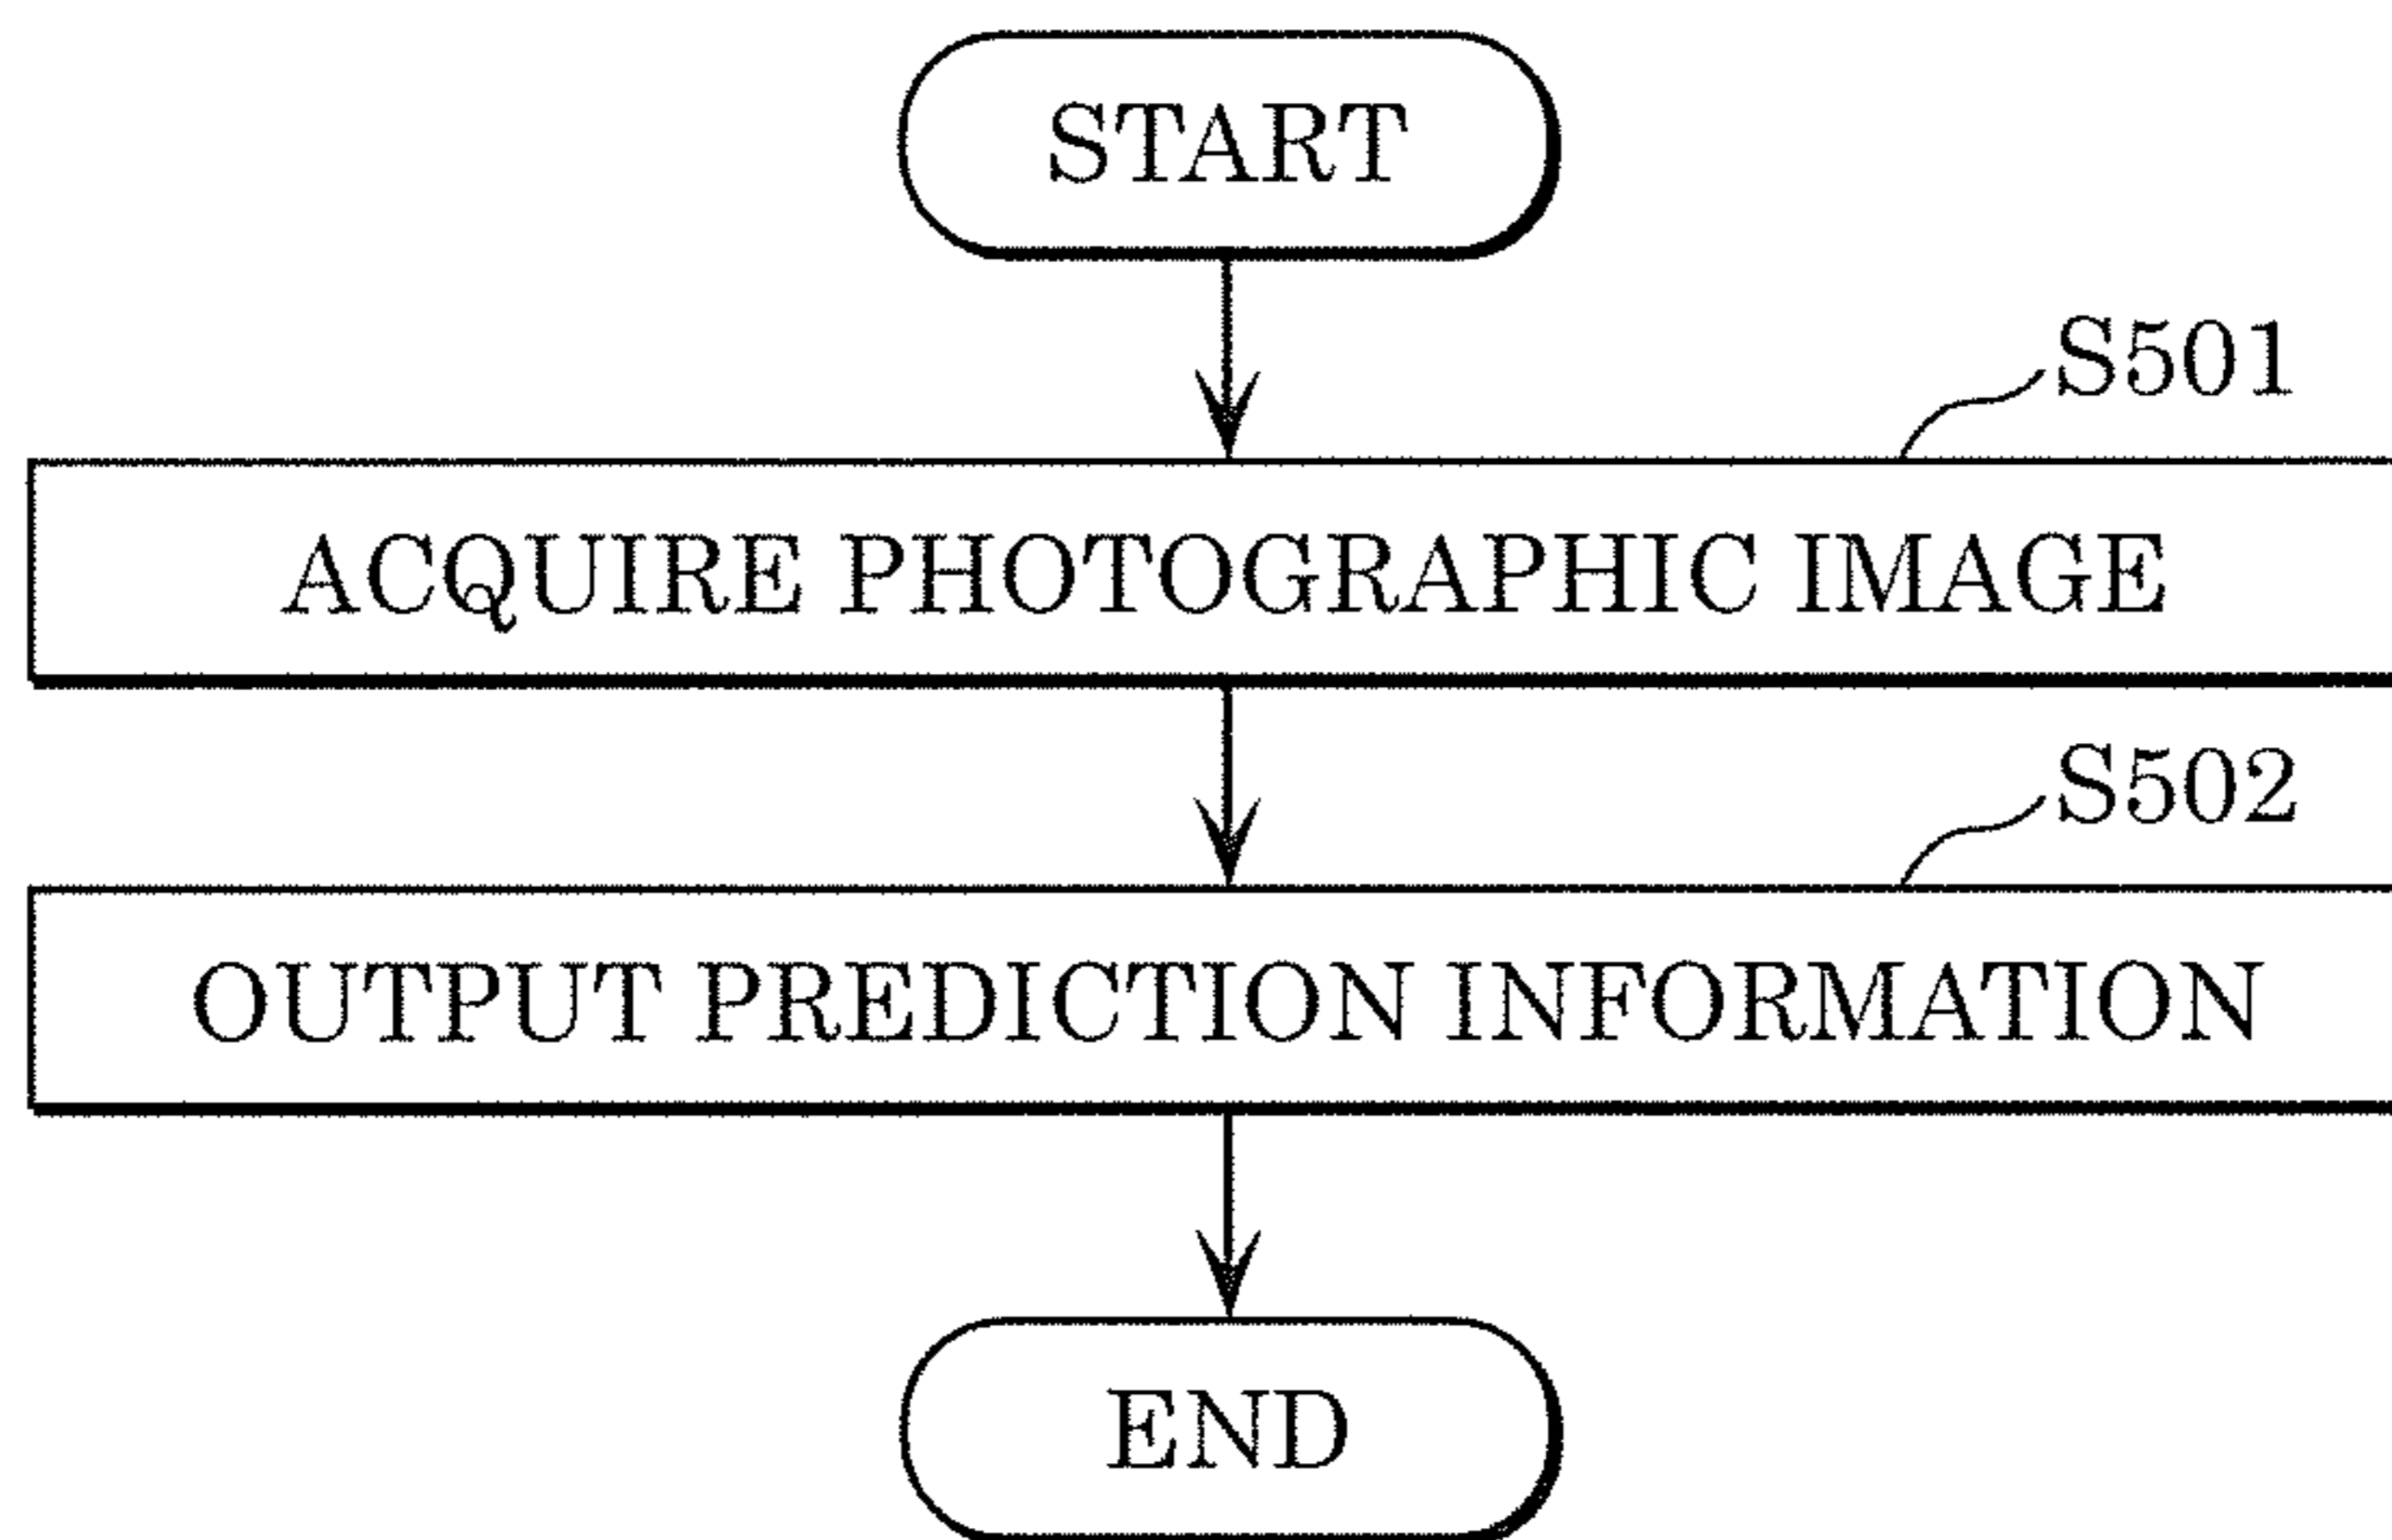 START
S501
ACQUIRE PHOTOGRAPHIC IMAGE
S502
OUTPUT PREDICTION INFORMATION
END